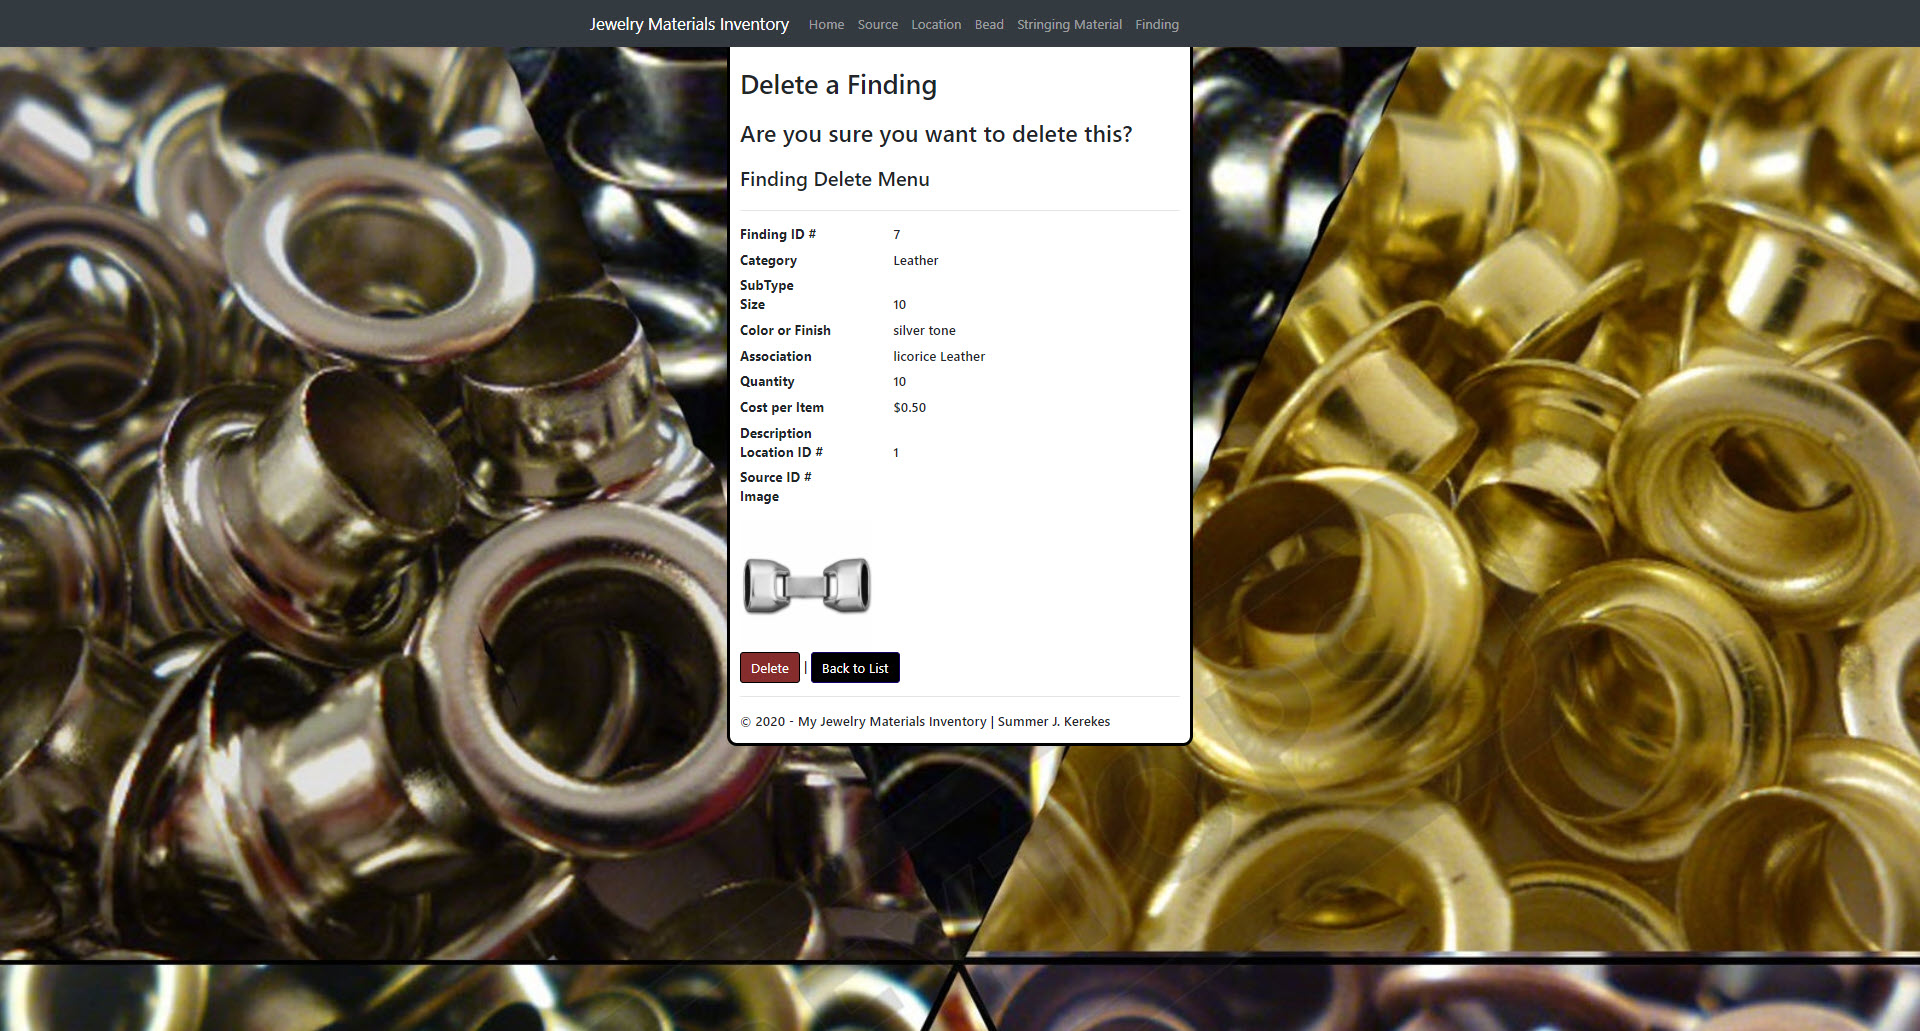 Jewelry Materials Inventory Home Source Location Bead Stringing Material Finding
Delete a Finding
Are you sure you want to delete this?
Finding Delete Menu
Finding ID # 7
Category Leather
SubType
Size 10
Color or Finish silver tone
Association licorice Leather
Quantity 10
Cost per Item $0.50
Description
Location ID # 1
Source ID #
Image
Delete | Back to List
© 2020 - My Jewelry Materials Inventory | Summer J. Kerekes